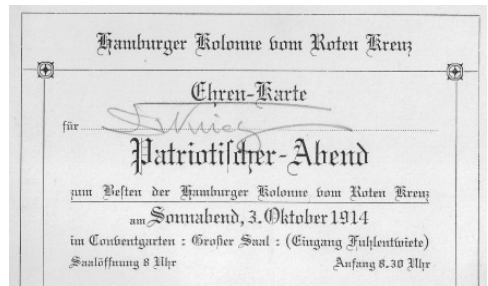 Hamburger Kolonne vom Roten Kreuz
Ehren-Karte
für
Patriotischer-Abend
zum Besten der Hamburger Kolonne vom Roten Kreuz
am Sonnabend, 3. Oktober 1914
im Conventgarten : Großer Saal : (Eingang Fuhlentwiete)
Saalöffnung 8 Uhr Anfang 8.30 Uhr